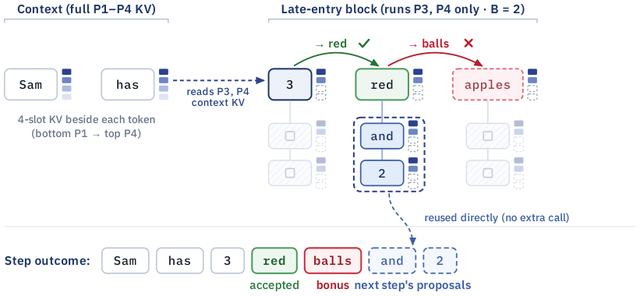 Context (full P1–P4 KV)
Late-entry block (runs P3, P4 only · B = 2)
→ red ✓
→ balls ✗
Sam
has
3
red
apples
reads P3, P4
context KV
4-slot KV beside each token
(bottom P1 → top P4)
and
2
reused directly (no extra call)
Step outcome:
Sam
has
3
red
balls
and
2
accepted
bonus
next step's proposals